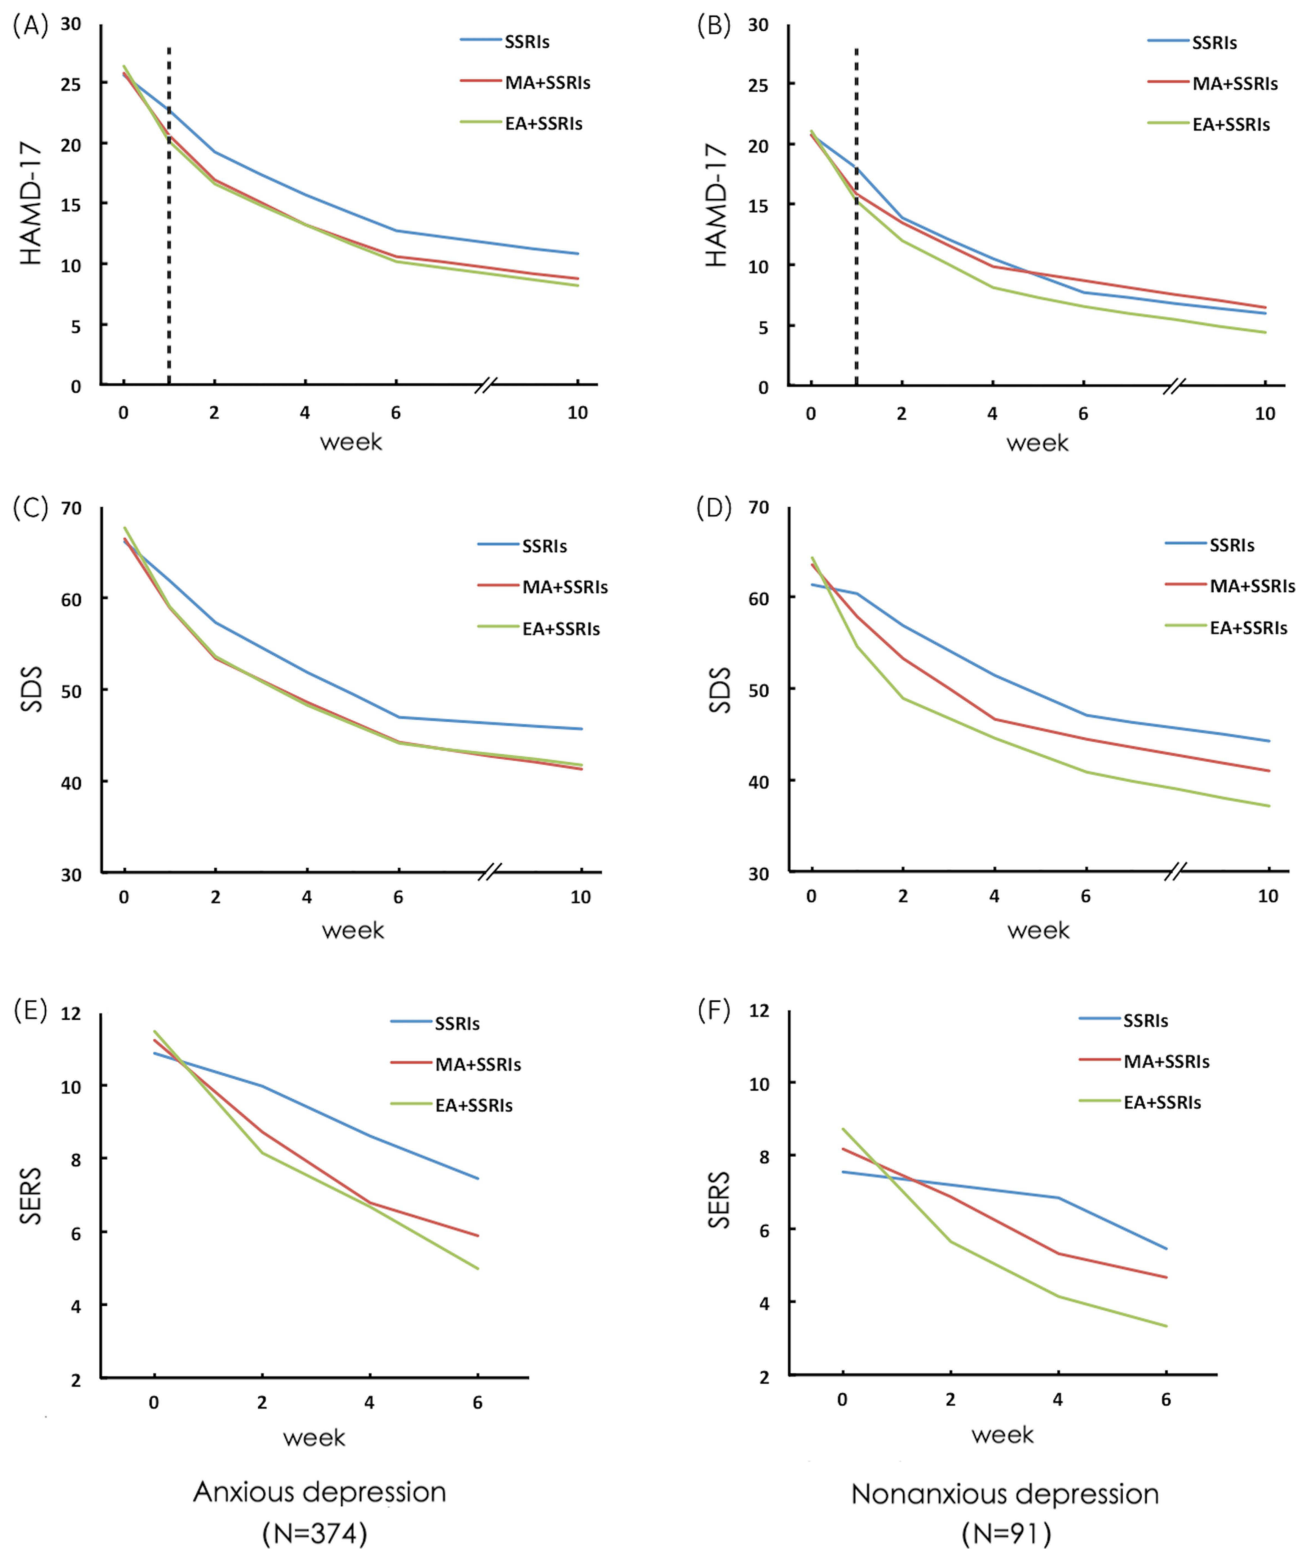 (A)
30
25
20
15
10
5
0
HAMD-17
SSRIs
MA+SSRIs
EA+SSRIs
0 2 4 6 10
week
(B)
30
25
20
15
10
5
0
HAMD-17
SSRIs
MA+SSRIs
EA+SSRIs
0 2 4 6 10
week
(C)
70
60
50
40
30
SDS
SSRIs
MA+SSRIs
EA+SSRIs
0 2 4 6 10
week
(D)
70
60
50
40
30
SDS
SSRIs
MA+SSRIs
EA+SSRIs
0 2 4 6 10
week
(E)
12
10
8
6
4
2
SERS
SSRIs
MA+SSRIs
EA+SSRIs
0 2 4 6
week
(F)
12
10
8
6
4
2
SERS
SSRIs
MA+SSRIs
EA+SSRIs
0 2 4 6
week
Anxious depression
(N=374)
Nonanxious depression
(N=91)